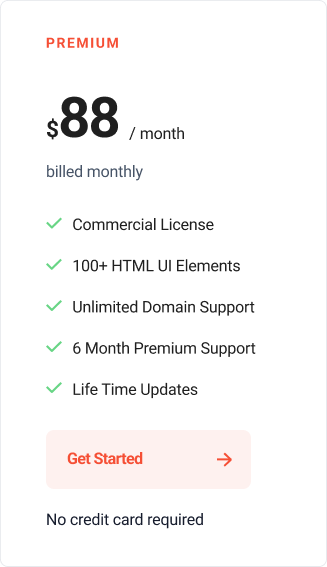 PREMIUM
$88 / month
billed monthly
Commercial License
100+ HTML UI Elements
Unlimited Domain Support
6 Month Premium Support
Life Time Updates
Get Started
No credit card required